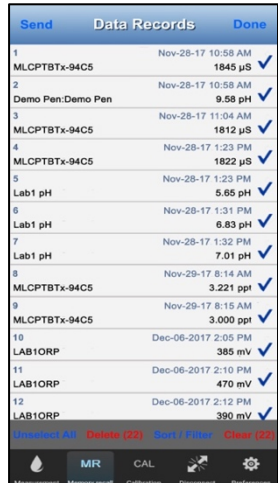 Send Data Records Done
1 Nov-28-17 10:58 AM
MLCPTBTx-94C5 1845 µS
2 Nov-28-17 10:58 AM
Demo Pen:Demo Pen 9.58 pH
3 Nov-28-17 11:04 AM
MLCPTBTx-94C5 1812 µS
4 Nov-28-17 1:23 PM
MLCPTBTx-94C5 1822 µS
5 Nov-28-17 1:23 PM
Lab1 pH 5.65 pH
6 Nov-28-17 1:31 PM
Lab1 pH 6.83 pH
7 Nov-28-17 1:32 PM
Lab1 pH 7.01 pH
8 Nov-29-17 8:14 AM
MLCPTBTx-94C5 3.221 ppt
9 Nov-29-17 8:15 AM
MLCPTBTx-94C5 3.000 ppt
10 Dec-06-2017 2:05 PM
LAB1ORP 385 mV
11 Dec-06-2017 2:10 PM
LAB1ORP 470 mV
12 Dec-06-2017 2:12 PM
LAB1ORP 390 mV
Unselect All Delete (22) Sort / Filter Clear (22)
MR CAL